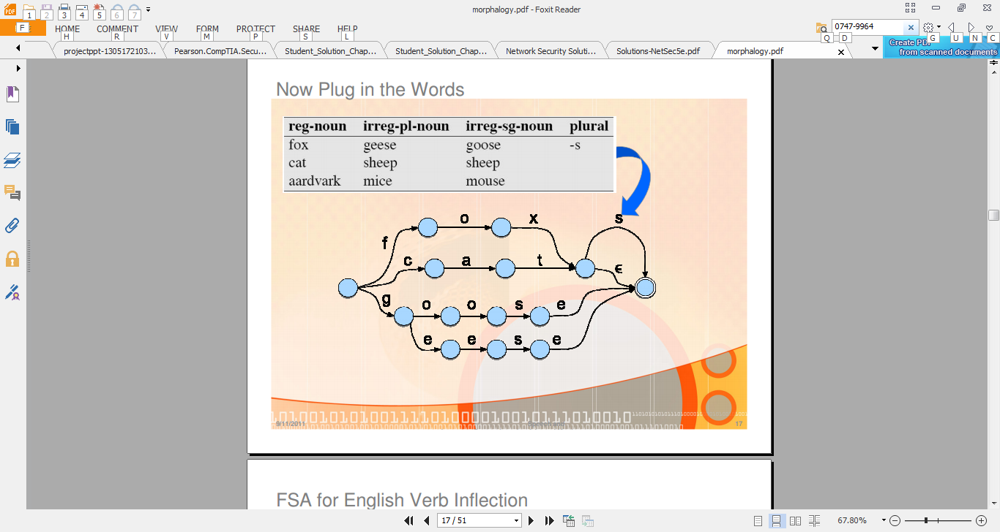 morphalogy.pdf - Foxit Reader
PDF 1 2 3 4 5 6 7
F HOME COMMENT VIEW FORM PROTECT SHARE HELP 0747-9964
H R V M P S L Q D G U N C
projectppt-1305172103... Pearson.CompTIA.Secu... Student_Solution_Chap... Student_Solution_Chap... Network Security Soluti... Solutions-NetSec5e.pdf morphalogy.pdf
Create PDF
from scanned documents
Now Plug in the Words
reg-noun irreg-pl-noun irreg-sg-noun plural
fox geese goose -s
cat sheep sheep
aardvark mice mouse
f o x s
c a t ϵ
g o o s e
e e s e
9/11/2011 17
FSA for English Verb Inflection
17 / 51 67.80%